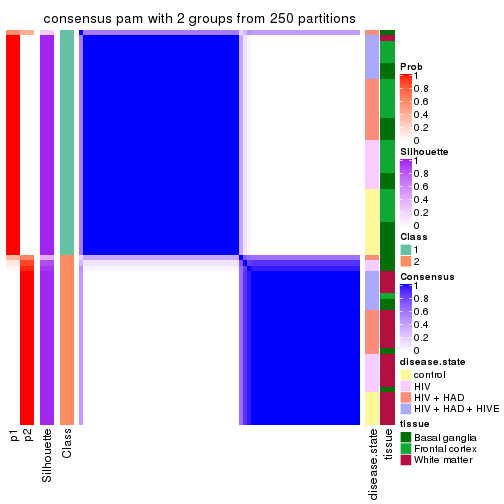 consensus pam with 2 groups from 250 partitions
Prob
1
0.8
0.6
0.4
0.2
0
Silhouette
1
0.8
0.6
0.4
0.2
0
Class
1
2
Consensus
1
0.8
0.6
0.4
0.2
0
disease.state
control
HIV
HIV + HAD
HIV + HAD + HIVE
tissue
Basal ganglia
Frontal cortex
White matter
p1
p2
Silhouette
Class
disease.state
tissue